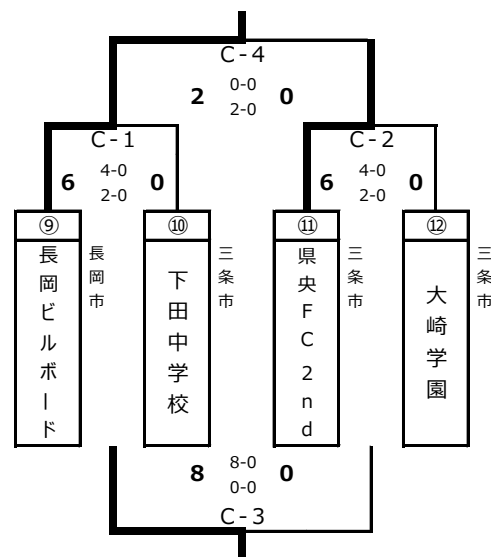 C-4
2 0-0 0
2-0
C-1
6 4-0 0
2-0
C-2
6 4-0 0
2-0
⑨
長岡ビルボード
長岡市
⑩
下田中学校
三条市
⑪
県央FC 2nd
三条市
⑫
大崎学園
三条市
8 8-0 0
0-0
C-3